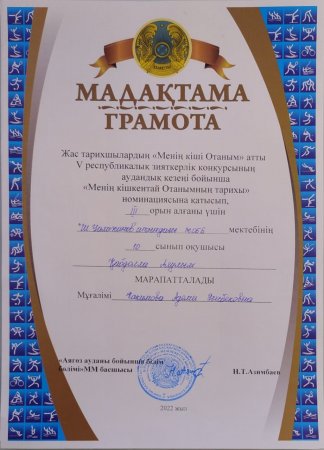 МАДАҚТАМА
ГРАМОТА
Жас тарихшылардың «Менің кіші Отаным» атты
V республикалық зияткерлік конкурсының
аудандық кезеңі бойынша
«Менің кішкентай Отанымның тарихы»
номинациясына қатысып,
III орын алғаны үшін
мектебінің
10 сынып оқушысы
МАРАПАТТАЛАДЫ
Мұғалімі
«Аягөз ауданы бойынша білім
бөлімі»ММ басшысы
Н.Т.Азимбаев
2022 жыл